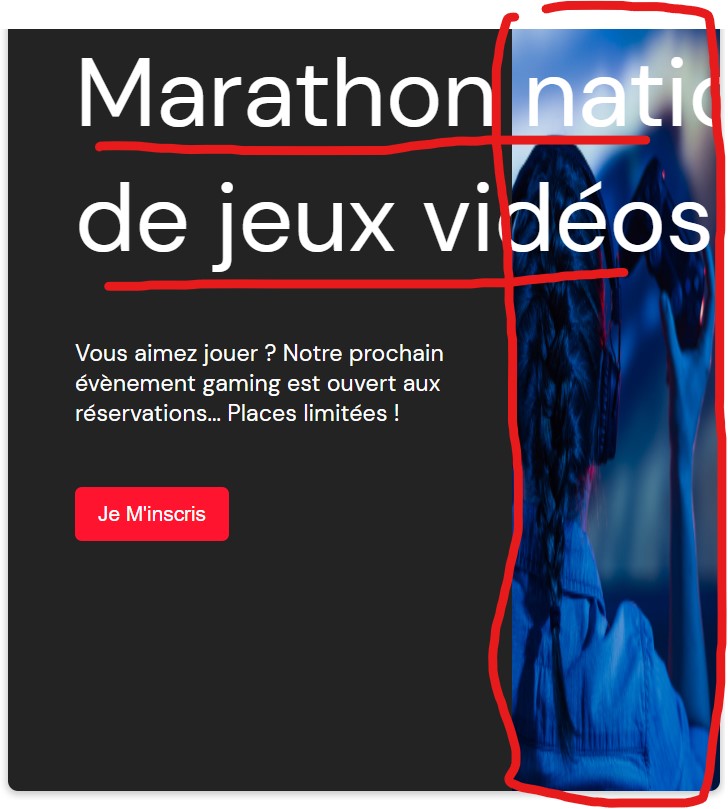 Marathon natio
de jeux vidéos
Vous aimez jouer ? Notre prochain
évènement gaming est ouvert aux
réservations... Places limitées !
Je M'inscris